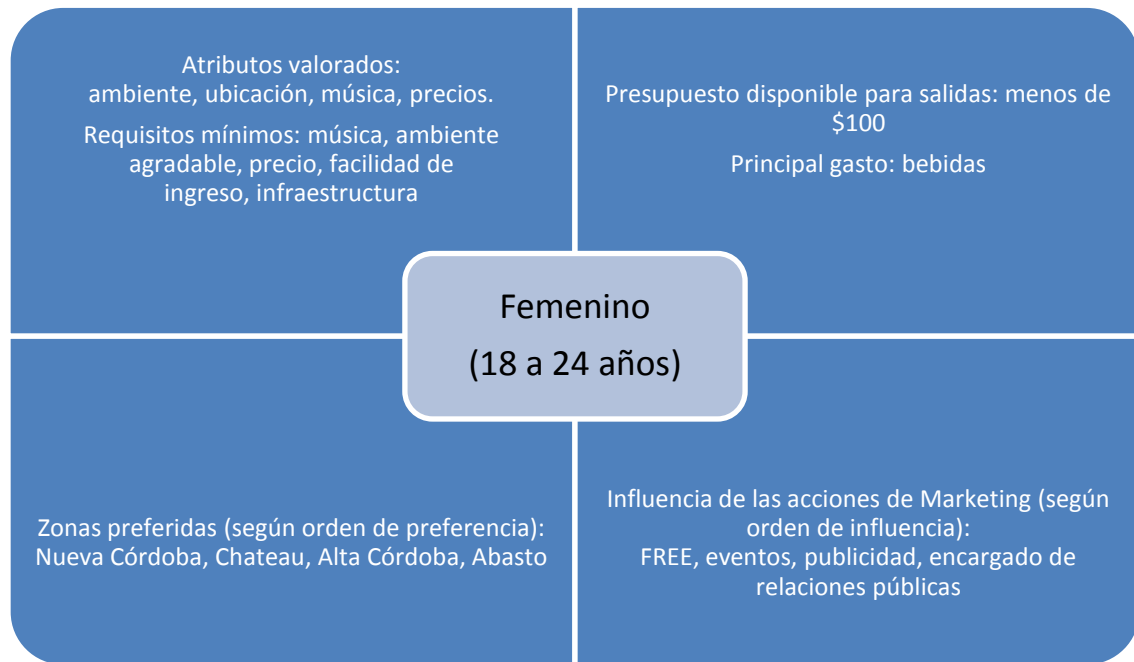 Atributos valorados:
ambiente, ubicación, música, precios.
Requisitos mínimos: música, ambiente
agradable, precio, facilidad de
ingreso, infraestructura
Presupuesto disponible para salidas: menos de
$100
Principal gasto: bebidas
Femenino
(18 a 24 años)
Zonas preferidas (según orden de preferencia):
Nueva Córdoba, Chateau, Alta Córdoba, Abasto
Influencia de las acciones de Marketing (según
orden de influencia):
FREE, eventos, publicidad, encargado de
relaciones públicas